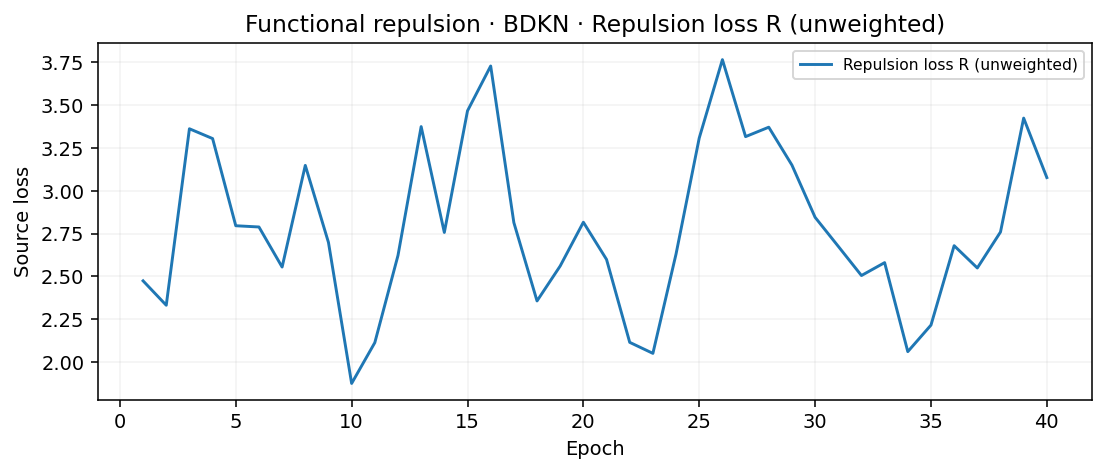 Functional repulsion · BDKN · Repulsion loss R (unweighted)
Repulsion loss R (unweighted)
Source loss
3.75
3.50
3.25
3.00
2.75
2.50
2.25
2.00
0 5 10 15 20 25 30 35 40
Epoch